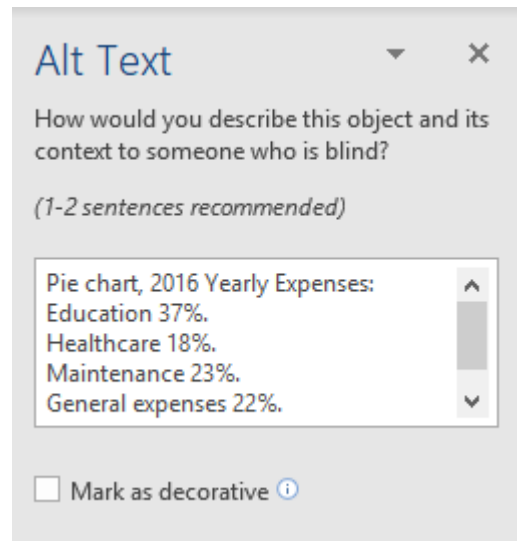 Alt Text
How would you describe this object and its
context to someone who is blind?
(1-2 sentences recommended)
Pie chart, 2016 Yearly Expenses:
Education 37%.
Healthcare 18%.
Maintenance 23%.
General expenses 22%.
Mark as decorative